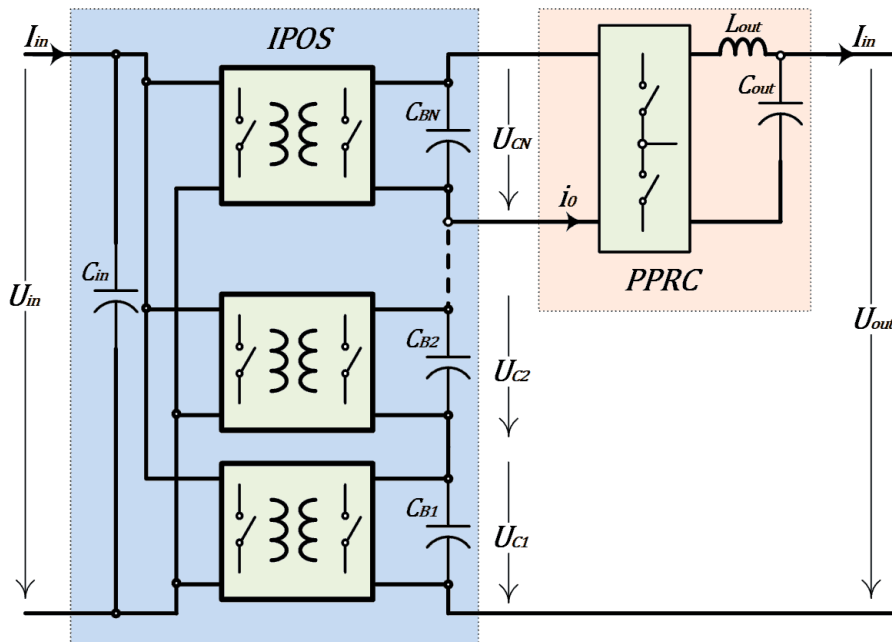 Iin
IPOS
Lout
Iin
CBN
UCN
Cout
i0
PPRC
Cin
Uin
CB2
UC2
Uout
CB1
UC1